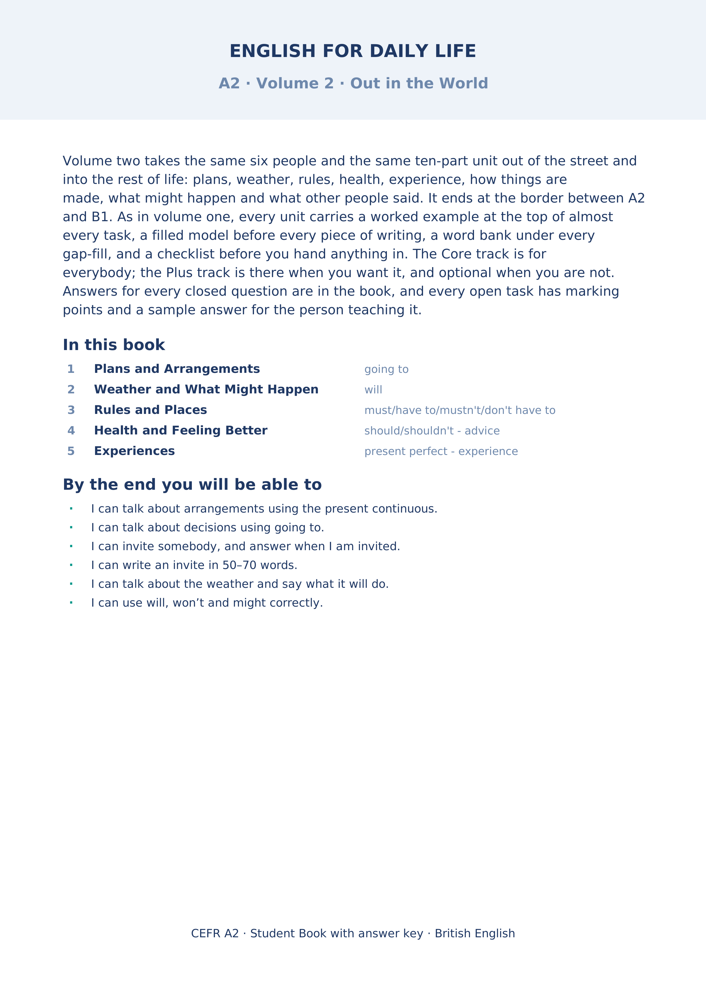 ENGLISH FOR DAILY LIFE
A2 · Volume 2 · Out in the World
Volume two takes the same six people and the same ten-part unit out of the street and
into the rest of life: plans, weather, rules, health, experience, how things are
made, what might happen and what other people said. It ends at the border between A2
and B1. As in volume one, every unit carries a worked example at the top of almost
every task, a filled model before every piece of writing, a word bank under every
gap-fill, and a checklist before you hand anything in. The Core track is for
everybody; the Plus track is there when you want it, and optional when you are not.
Answers for every closed question are in the book, and every open task has marking
points and a sample answer for the person teaching it.
In this book
1 Plans and Arrangements going to
2 Weather and What Might Happen will
3 Rules and Places must/have to/mustn't/don't have to
4 Health and Feeling Better should/shouldn't - advice
5 Experiences present perfect - experience
By the end you will be able to
· I can talk about arrangements using the present continuous.
· I can talk about decisions using going to.
· I can invite somebody, and answer when I am invited.
· I can write an invite in 50–70 words.
· I can talk about the weather and say what it will do.
· I can use will, won’t and might correctly.
CEFR A2 · Student Book with answer key · British English